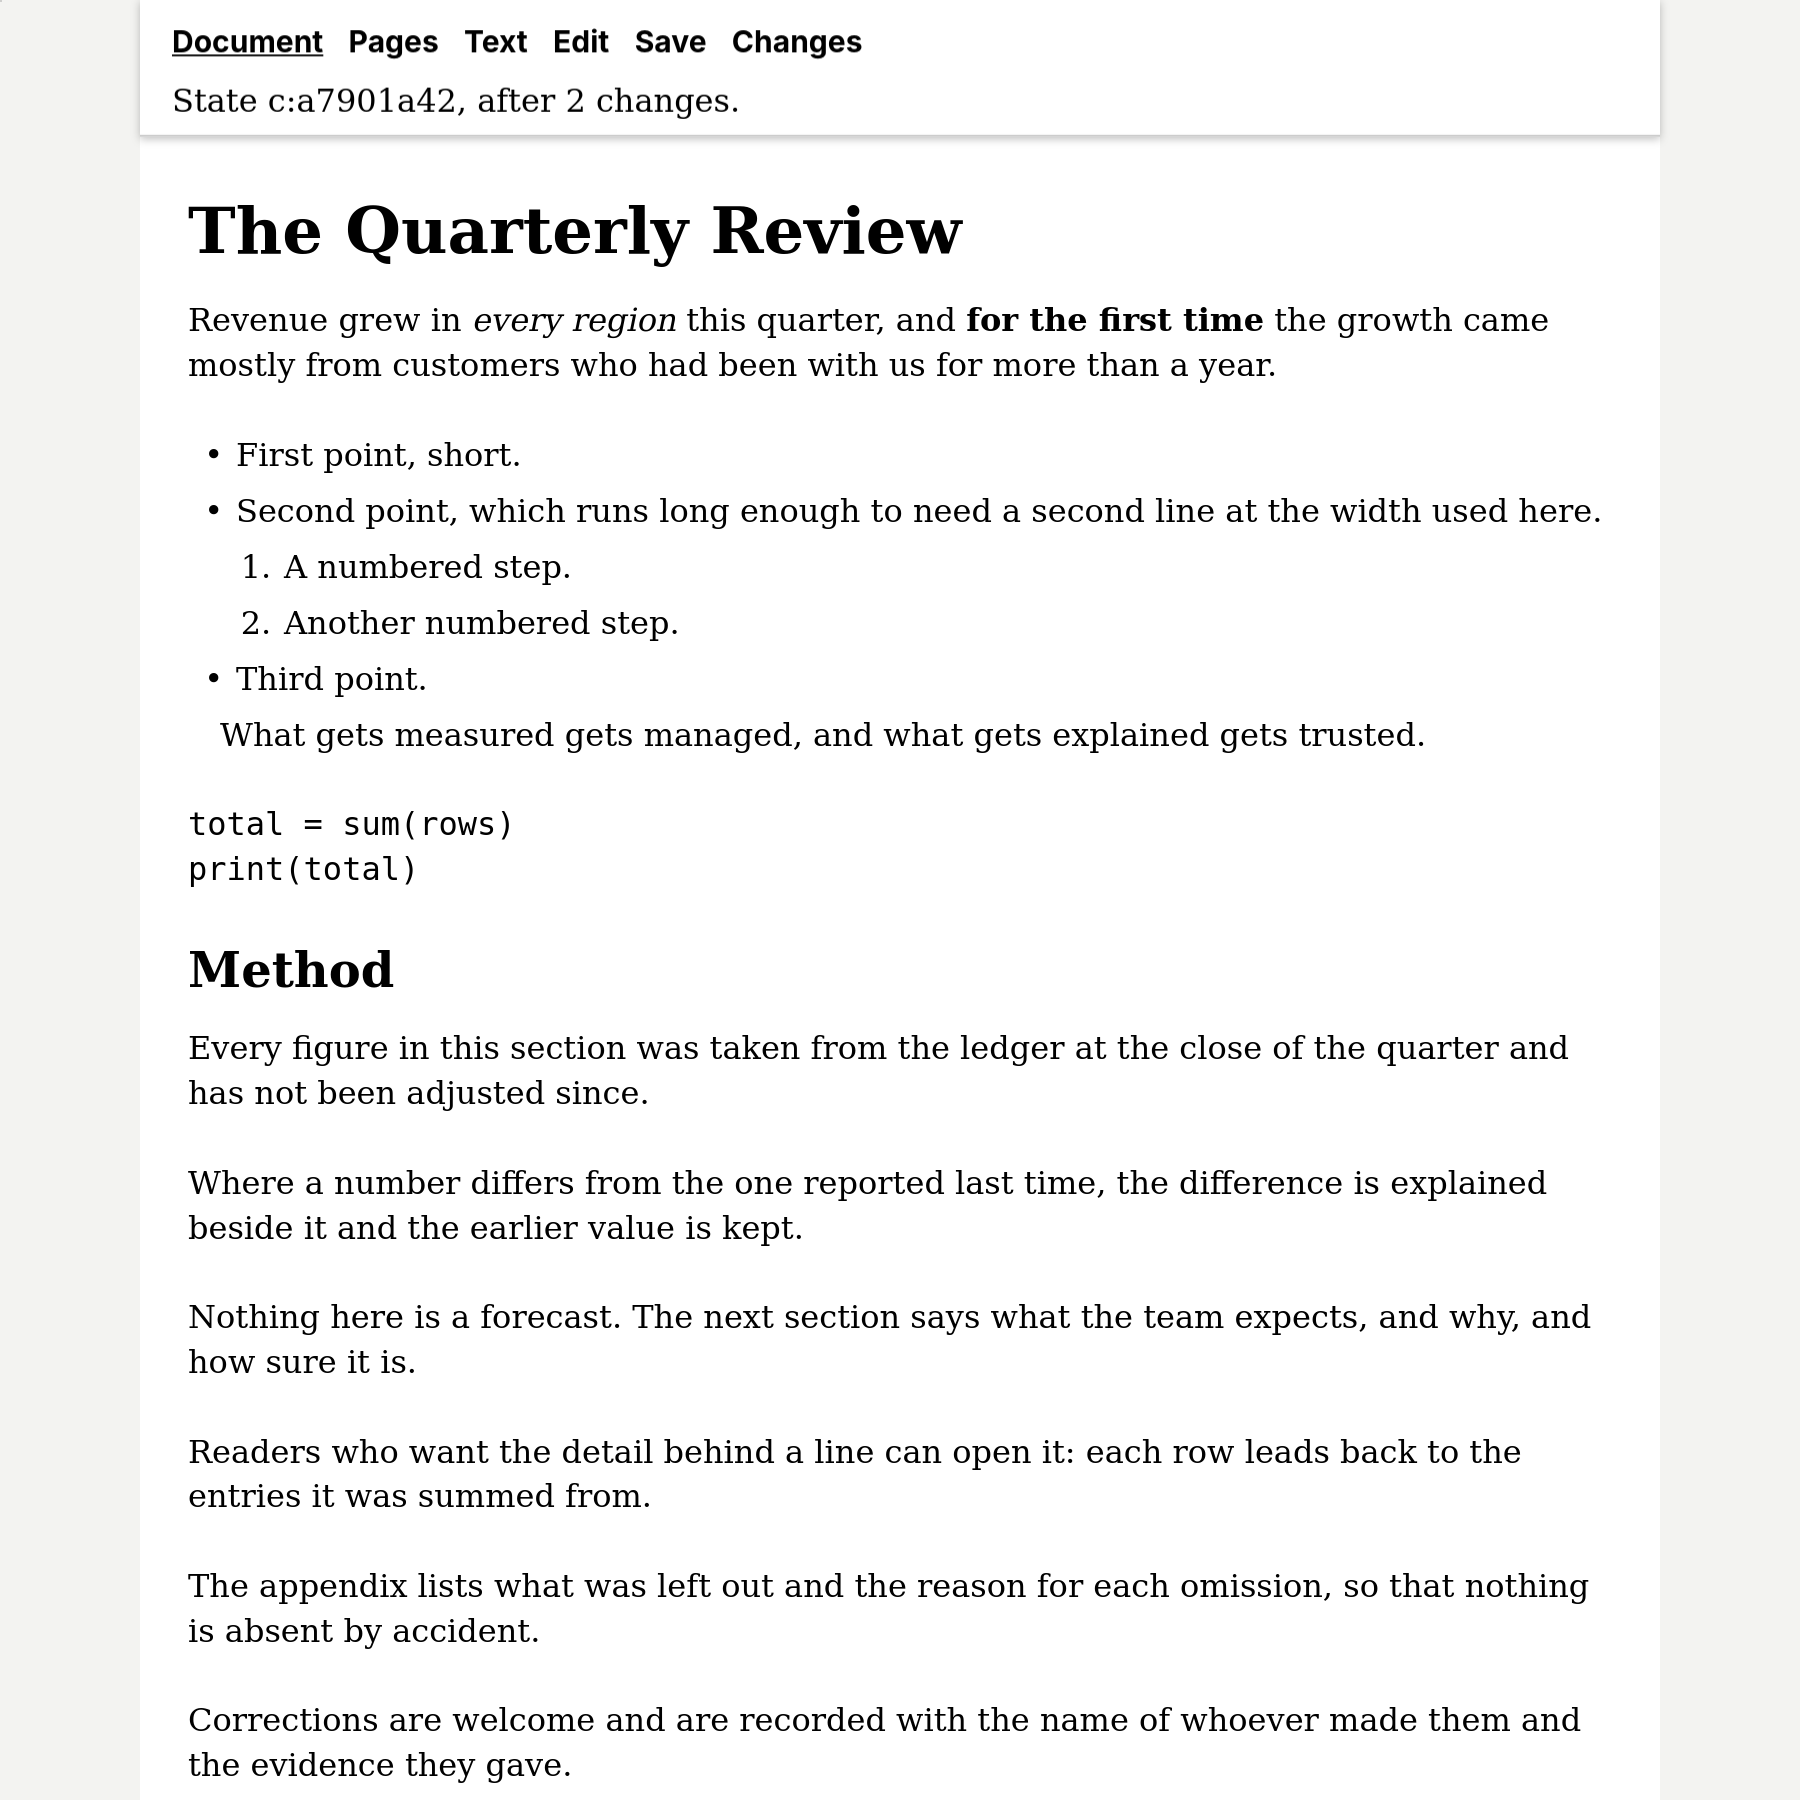 Document Pages Text Edit Save Changes
State c:a7901a42, after 2 changes.
The Quarterly Review
Revenue grew in every region this quarter, and for the first time the growth came
mostly from customers who had been with us for more than a year.
• First point, short.
• Second point, which runs long enough to need a second line at the width used here.
1. A numbered step.
2. Another numbered step.
• Third point.
What gets measured gets managed, and what gets explained gets trusted.
total = sum(rows)
print(total)
Method
Every figure in this section was taken from the ledger at the close of the quarter and
has not been adjusted since.
Where a number differs from the one reported last time, the difference is explained
beside it and the earlier value is kept.
Nothing here is a forecast. The next section says what the team expects, and why, and
how sure it is.
Readers who want the detail behind a line can open it: each row leads back to the
entries it was summed from.
The appendix lists what was left out and the reason for each omission, so that nothing
is absent by accident.
Corrections are welcome and are recorded with the name of whoever made them and
the evidence they gave.